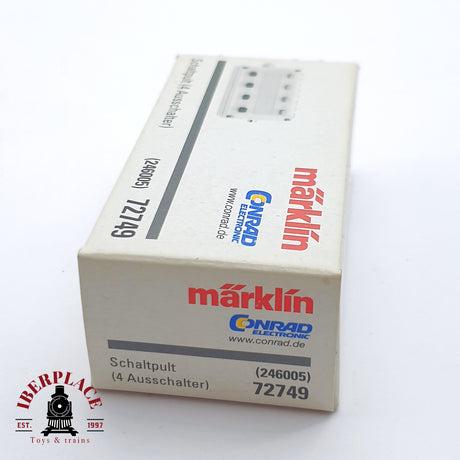 Schaltpult (4 Ausschalter)
(246005) 72749
märklin
CONRAD
ELECTRONIC
www.conrad.de
märklin
CONRAD
ELECTRONIC
www.conrad.de
Schaltpult
(4 Ausschalter)
(246005)
72749
IBERPLACE
EST. 1997
Toys & trains